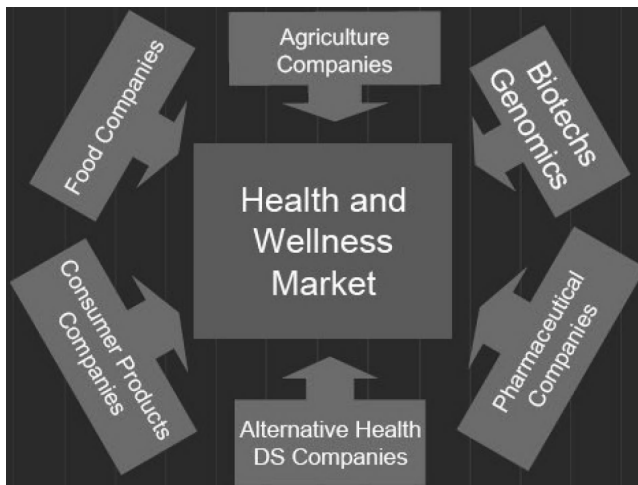 Agriculture
Companies
Food Companies
Biotechs
Genomics
Health and
Wellness
Market
Consumer Products
Companies
Pharmaceutical
Companies
Alternative Health
DS Companies